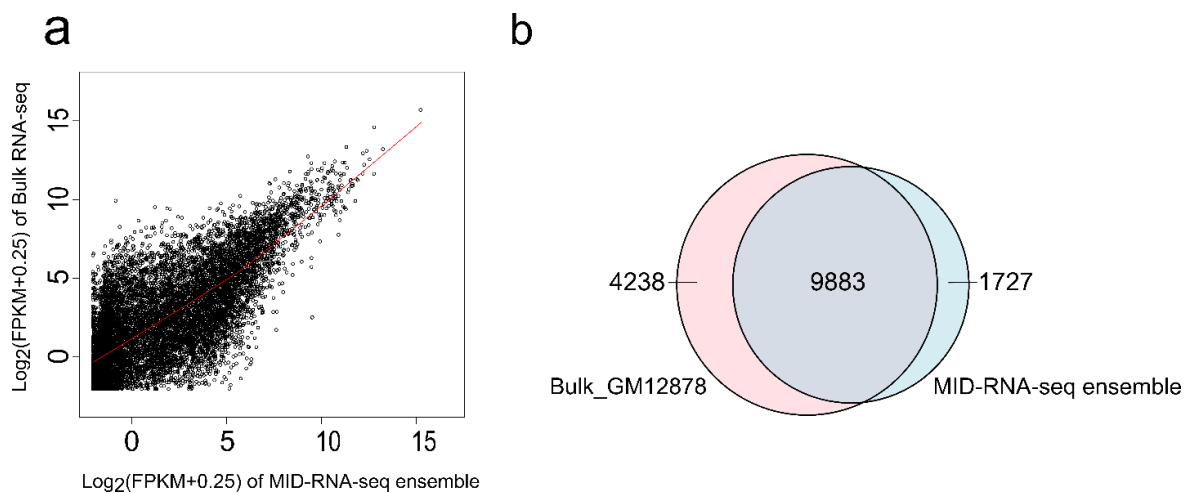 a
Log2(FPKM+0.25) of Bulk RNA-seq
15
10
5
0
0 5 10 15
Log2(FPKM+0.25) of MID-RNA-seq ensemble
b
4238 9883 1727
Bulk_GM12878 MID-RNA-seq ensemble